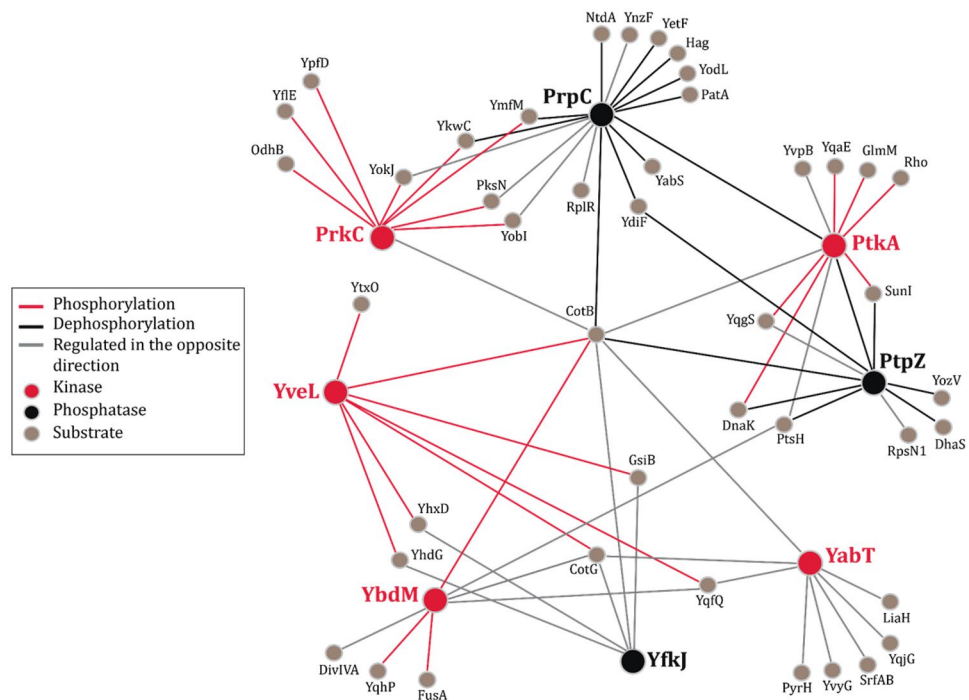 NtdA
YnzF
YetF
Hag
YodL
PatA
YpfD
YflE
OdhB
YmfM
YkwC
PrpC
YokJ
PksN
YobI
RplR
YabS
YdiF
YvpB
YqaE
GlmM
Rho
PrkC
PtkA
Phosphorylation
Dephosphorylation
Regulated in the opposite
direction
Kinase
Phosphatase
Substrate
YtxO
CotB
YqgS
SunI
PtpZ
YveL
YozV
DnaK
PtsH
RpsN1
DhaS
GsiB
YhxD
YhdG
CotG
YqfQ
YabT
YbdM
LiaH
YqjG
SrfAB
YvyG
PyrH
YfkJ
DivIVA
YqhP
FusA